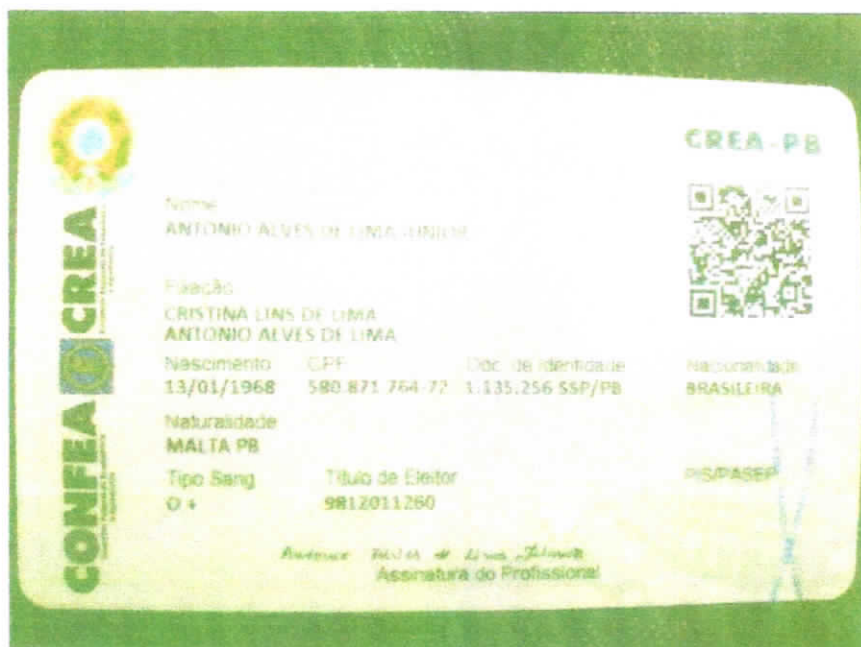 CREA-PB
CONFEA CREA
Nome
ANTONIO ALVES DE LIMA JUNIOR
Filiação
CRISTINA LINS DE LIMA
ANTONIO ALVES DE LIMA
Nascimento CPF Doc. de Identidade Nacionalidade
13/01/1968 580.871.764-72 1.135.256 SSP/PB BRASILEIRA
Naturalidade
MALTA PB
Tipo Sang Título de Eleitor PIS/PASEP
O + 9812011260
Assinatura do Profissional